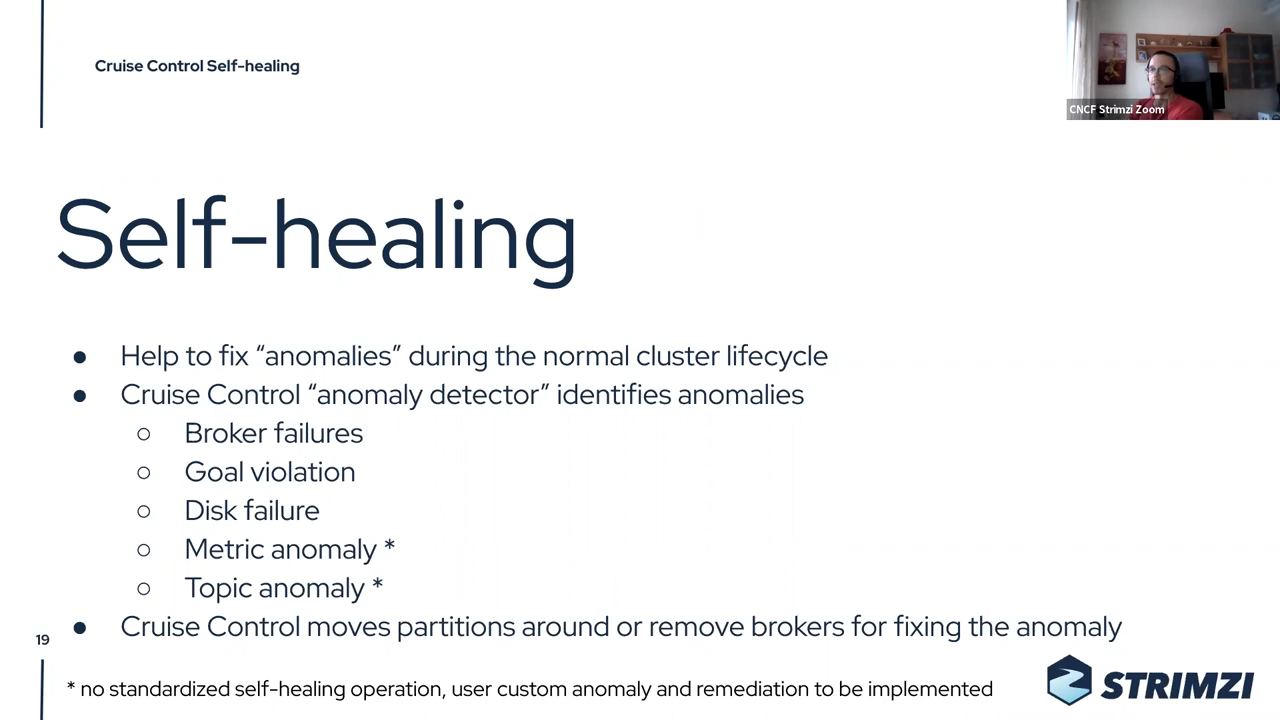 Cruise Control Self-healing
CNCF Strimzi Zoom
Self-healing
● Help to fix “anomalies” during the normal cluster lifecycle
● Cruise Control “anomaly detector” identifies anomalies
○ Broker failures
○ Goal violation
○ Disk failure
○ Metric anomaly *
○ Topic anomaly *
● Cruise Control moves partitions around or remove brokers for fixing the anomaly
19
* no standardized self-healing operation, user custom anomaly and remediation to be implemented
STRIMZI